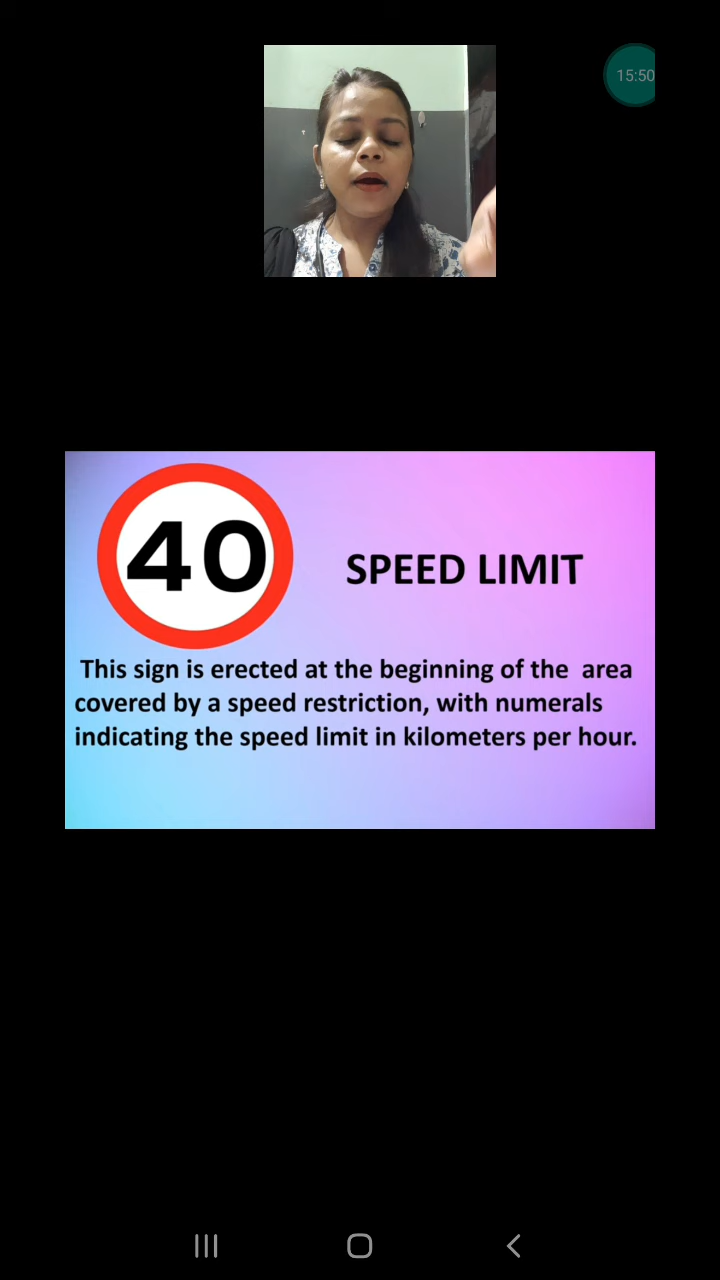 15:50
40
SPEED LIMIT
This sign is erected at the beginning of the area
covered by a speed restriction, with numerals
indicating the speed limit in kilometers per hour.